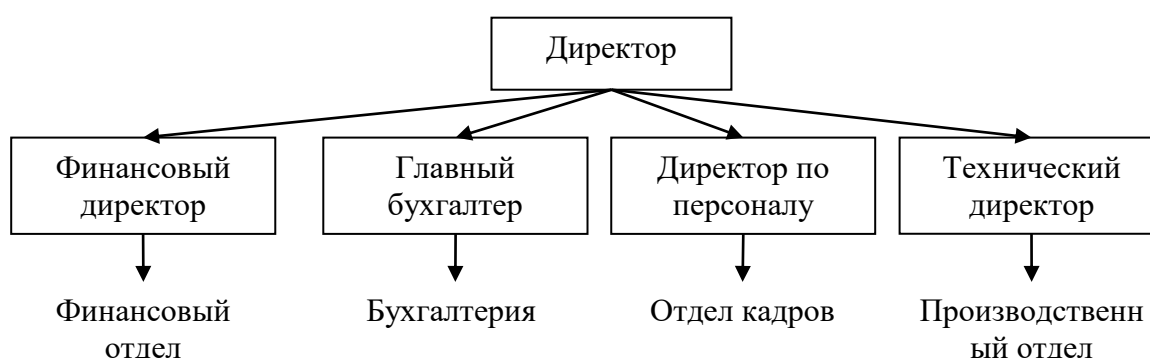 Директор
Финансовый
директор
Главный
бухгалтер
Директор по
персоналу
Технический
директор
Финансовый
отдел
Бухгалтерия
Отдел кадров
Производственн
ый отдел